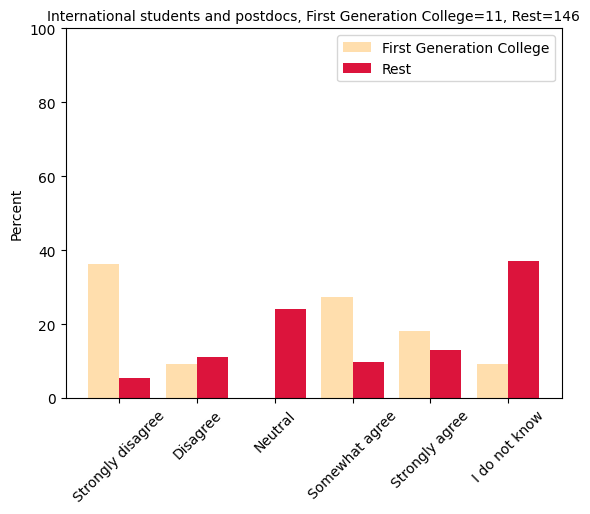 International students and postdocs, First Generation College=11, Rest=146
First Generation College
Rest
Percent
100
80
60
40
20
0
Strongly disagree
Disagree
Neutral
Somewhat agree
Strongly agree
I do not know